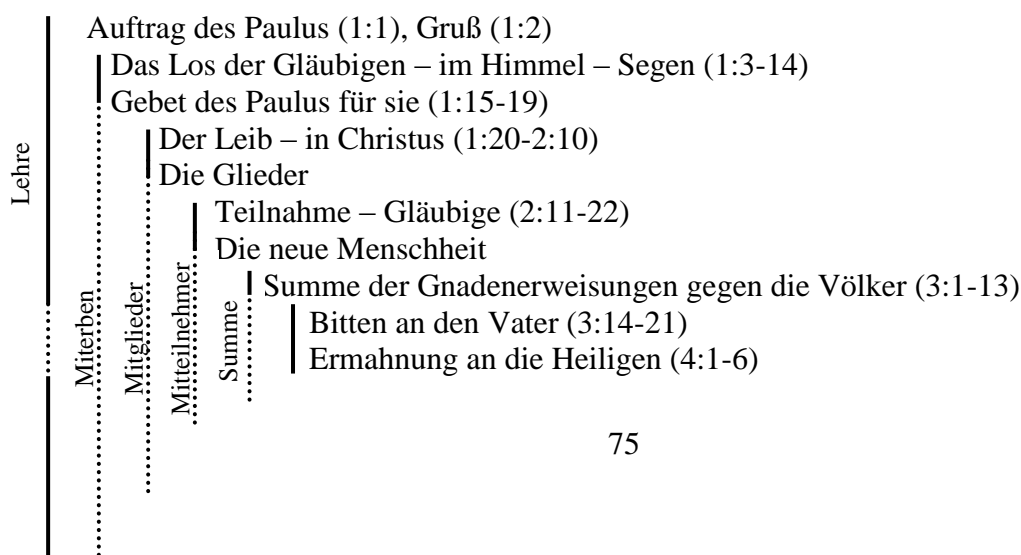 Auftrag des Paulus (1:1), Gruß (1:2)
Das Los der Gläubigen – im Himmel – Segen (1:3-14)
Gebet des Paulus für sie (1:15-19)
Der Leib – in Christus (1:20-2:10)
Die Glieder
Teilnahme – Gläubige (2:11-22)
Die neue Menschheit
Summe der Gnadenerweisungen gegen die Völker (3:1-13)
Bitten an den Vater (3:14-21)
Ermahnung an die Heiligen (4:1-6)
Lehre
Miterben
Mitglieder
Mitteilnehmer
Summe
75